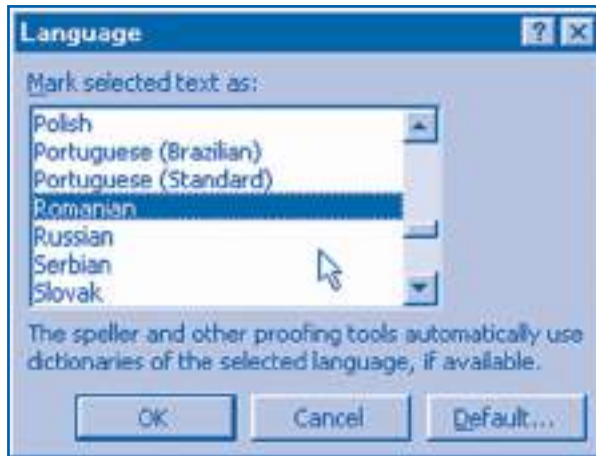 Language
Mark selected text as:
Polish
Portuguese (Brazilian)
Portuguese (Standard)
Romanian
Russian
Serbian
Slovak
The speller and other proofing tools automatically use
dictionaries of the selected language, if available.
OK Cancel Default...